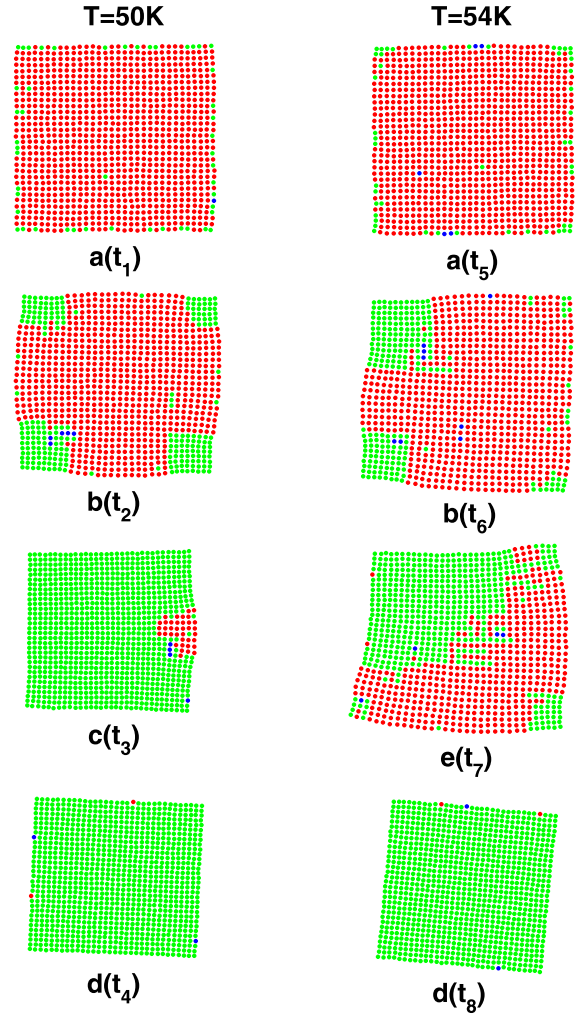 T=50K
T=54K
a(t1)
a(t5)
b(t2)
b(t6)
c(t3)
e(t7)
d(t4)
d(t8)